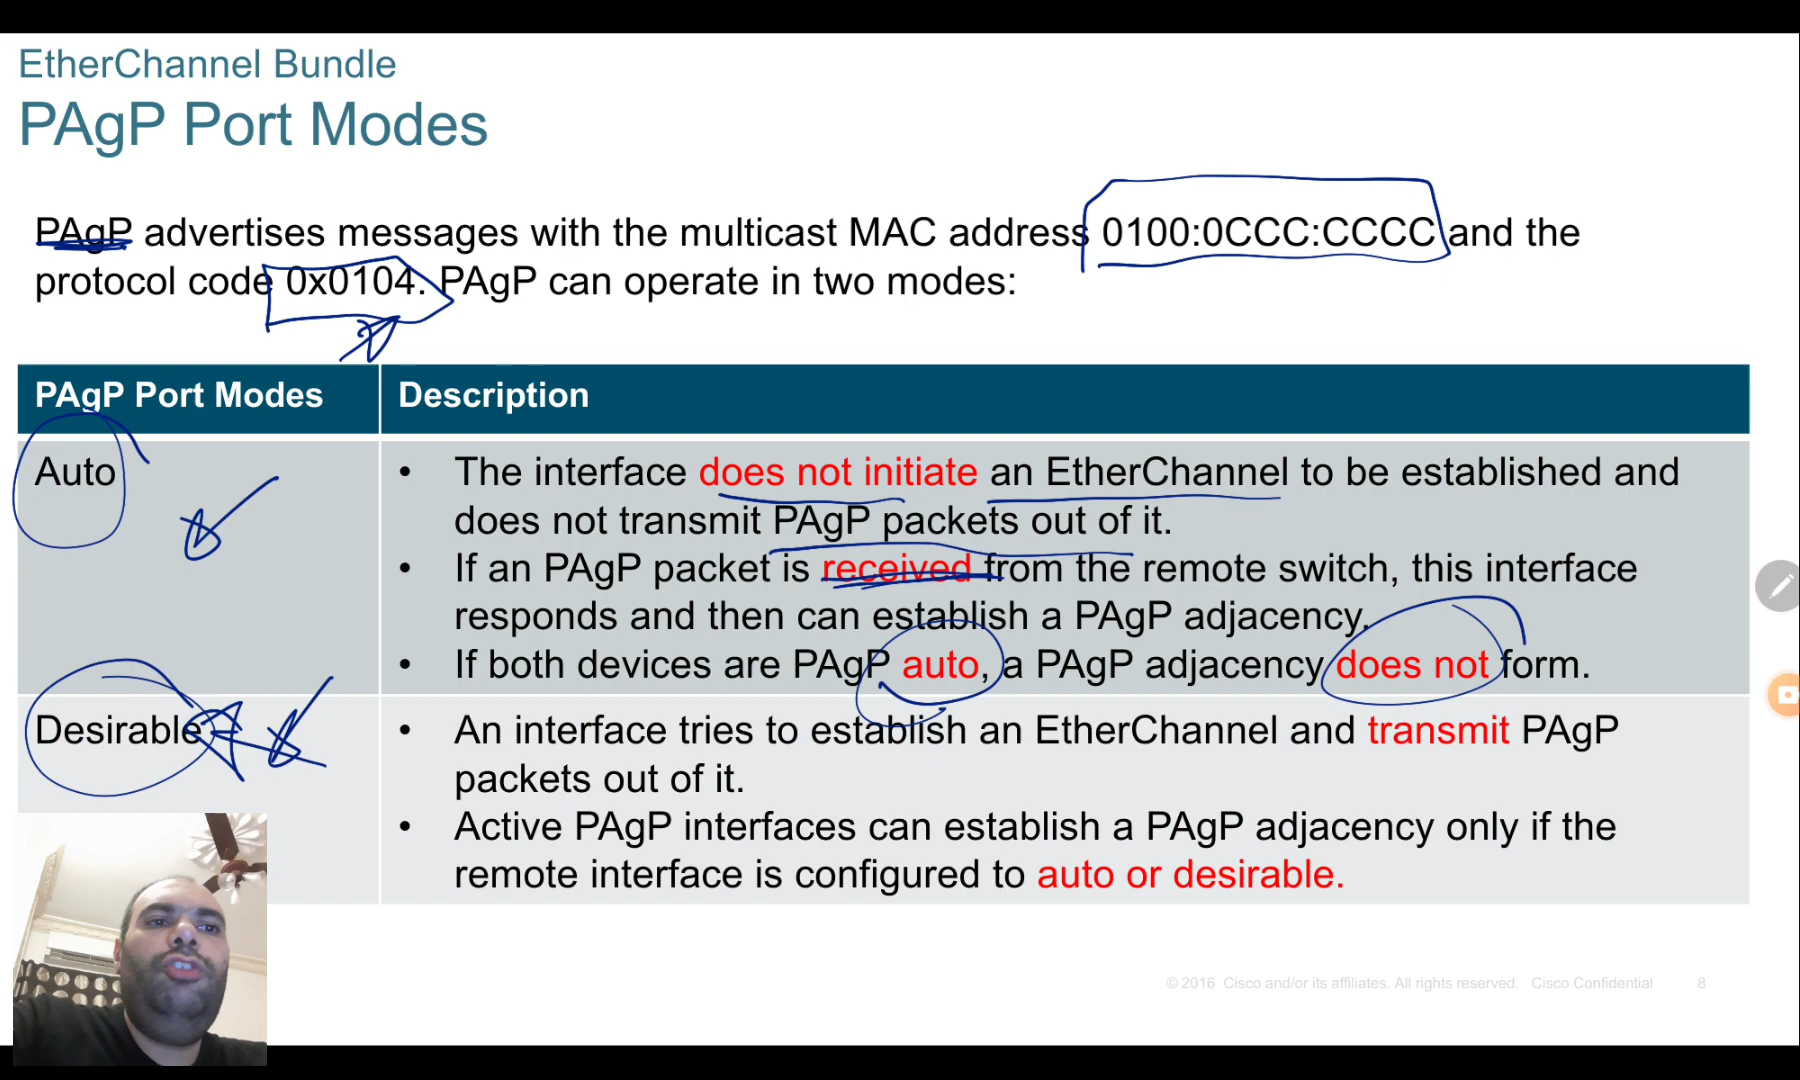 EtherChannel Bundle
PAgP Port Modes
PAgP advertises messages with the multicast MAC address 0100:0CCC:CCCC and the
protocol code 0x0104. PAgP can operate in two modes:
PAgP Port Modes
Description
Auto
• The interface does not initiate an EtherChannel to be established and
does not transmit PAgP packets out of it.
• If an PAgP packet is received from the remote switch, this interface
responds and then can establish a PAgP adjacency.
• If both devices are PAgP auto, a PAgP adjacency does not form.
Desirable
• An interface tries to establish an EtherChannel and transmit PAgP
packets out of it.
• Active PAgP interfaces can establish a PAgP adjacency only if the
remote interface is configured to auto or desirable.
© 2016 Cisco and/or its affiliates. All rights reserved. Cisco Confidential 8